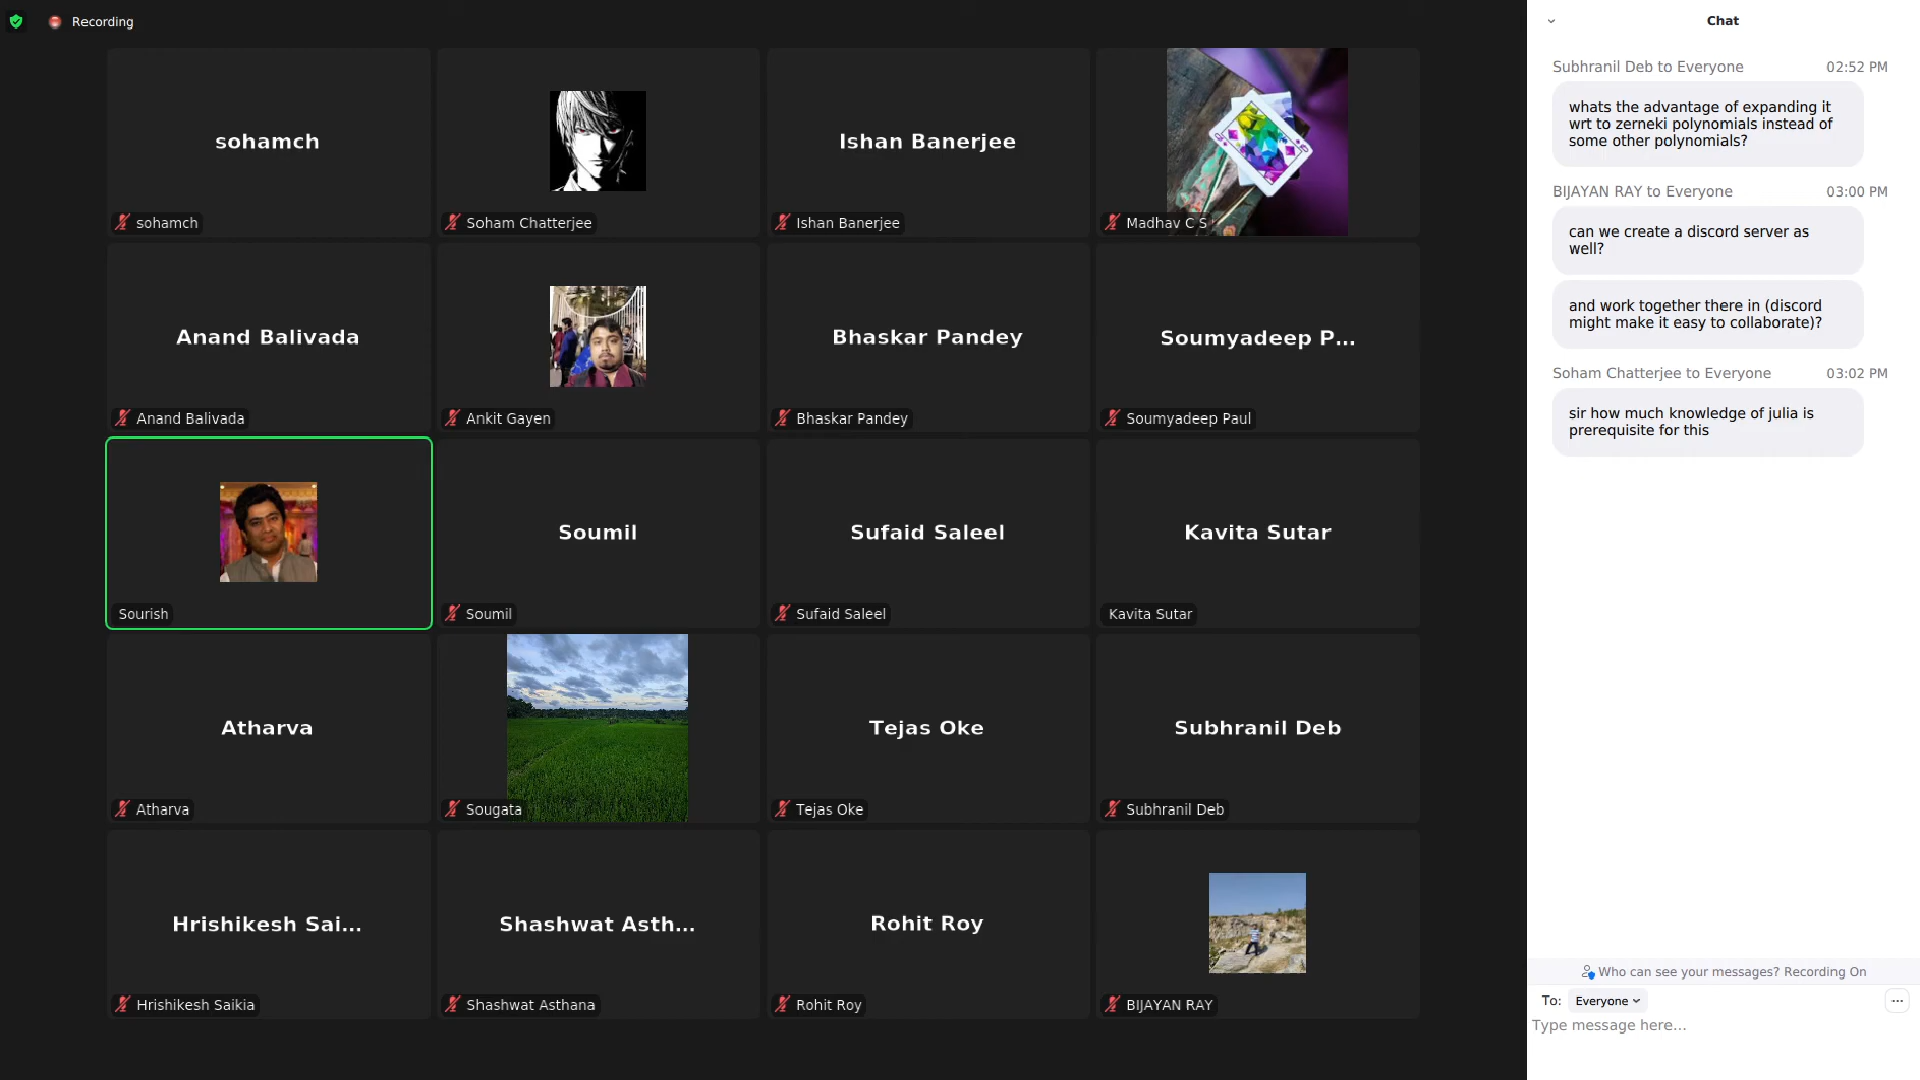 Recording
sohamch
sohamch
Soham Chatterjee
Ishan Banerjee
Ishan Banerjee
Madhav C S
Anand Balivada
Anand Balivada
Ankit Gayen
Bhaskar Pandey
Bhaskar Pandey
Soumyadeep P...
Soumyadeep Paul
Sourish
Soumil
Soumil
Sufaid Saleel
Sufaid Saleel
Kavita Sutar
Kavita Sutar
Atharva
Atharva
Sougata
Tejas Oke
Tejas Oke
Subhranil Deb
Subhranil Deb
Hrishikesh Sai...
Hrishikesh Saikia
Shashwat Asth...
Shashwat Asthana
Rohit Roy
Rohit Roy
BIJAYAN RAY
Chat
Subhranil Deb to Everyone 02:52 PM
whats the advantage of expanding it
wrt to zerneki polynomials instead of
some other polynomials?
BIJAYAN RAY to Everyone 03:00 PM
can we create a discord server as
well?
and work together there in (discord
might make it easy to collaborate)?
Soham Chatterjee to Everyone 03:02 PM
sir how much knowledge of julia is
prerequisite for this
Who can see your messages? Recording On
To: Everyone
Type message here...